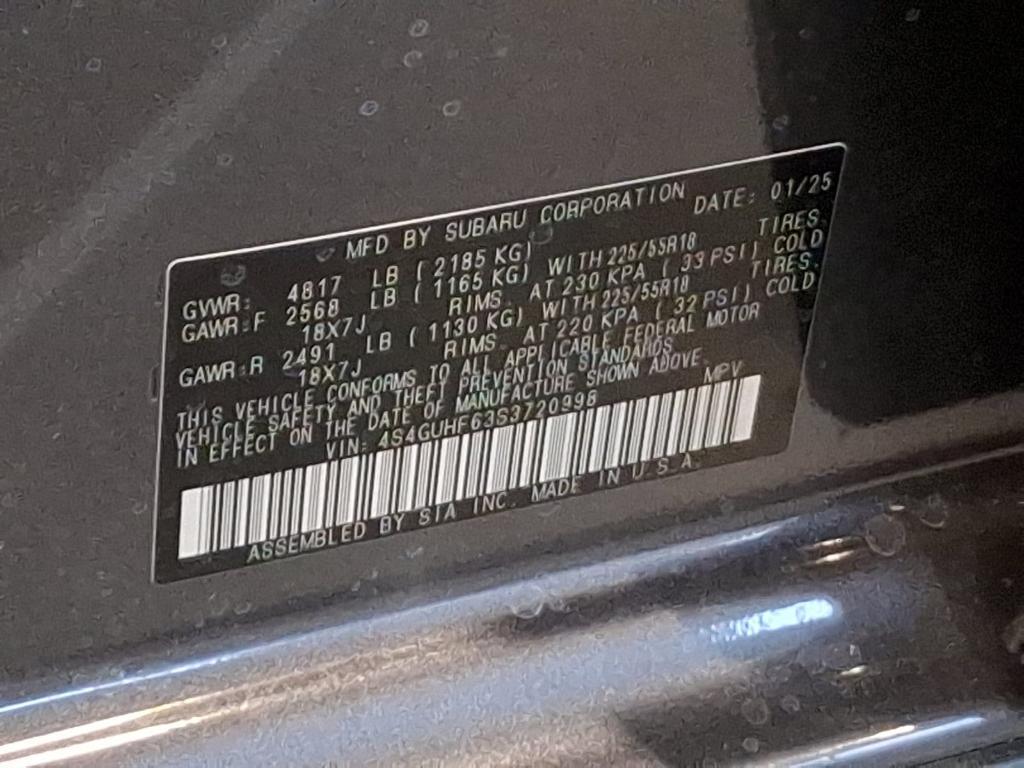 MFD BY SUBARU CORPORATION DATE: 01/25
GVWR: 4817 LB ( 2185 KG)
GAWR:F 2568 LB ( 1165 KG) WITH 225/55R18 TIRES.
18X7J RIMS. AT 230 KPA ( 33 PSI) COLD
GAWR:R 2491 LB ( 1130 KG) WITH 225/55R18 TIRES.
18X7J RIMS. AT 220 KPA ( 32 PSI) COLD
THIS VEHICLE CONFORMS TO ALL APPLICABLE FEDERAL MOTOR
VEHICLE SAFETY AND THEFT PREVENTION STANDARDS
IN EFFECT ON THE DATE OF MANUFACTURE SHOWN ABOVE.
VIN: 4S4GUHF63S3720998 MPV
ASSEMBLED BY SIA INC. MADE IN U.S.A.